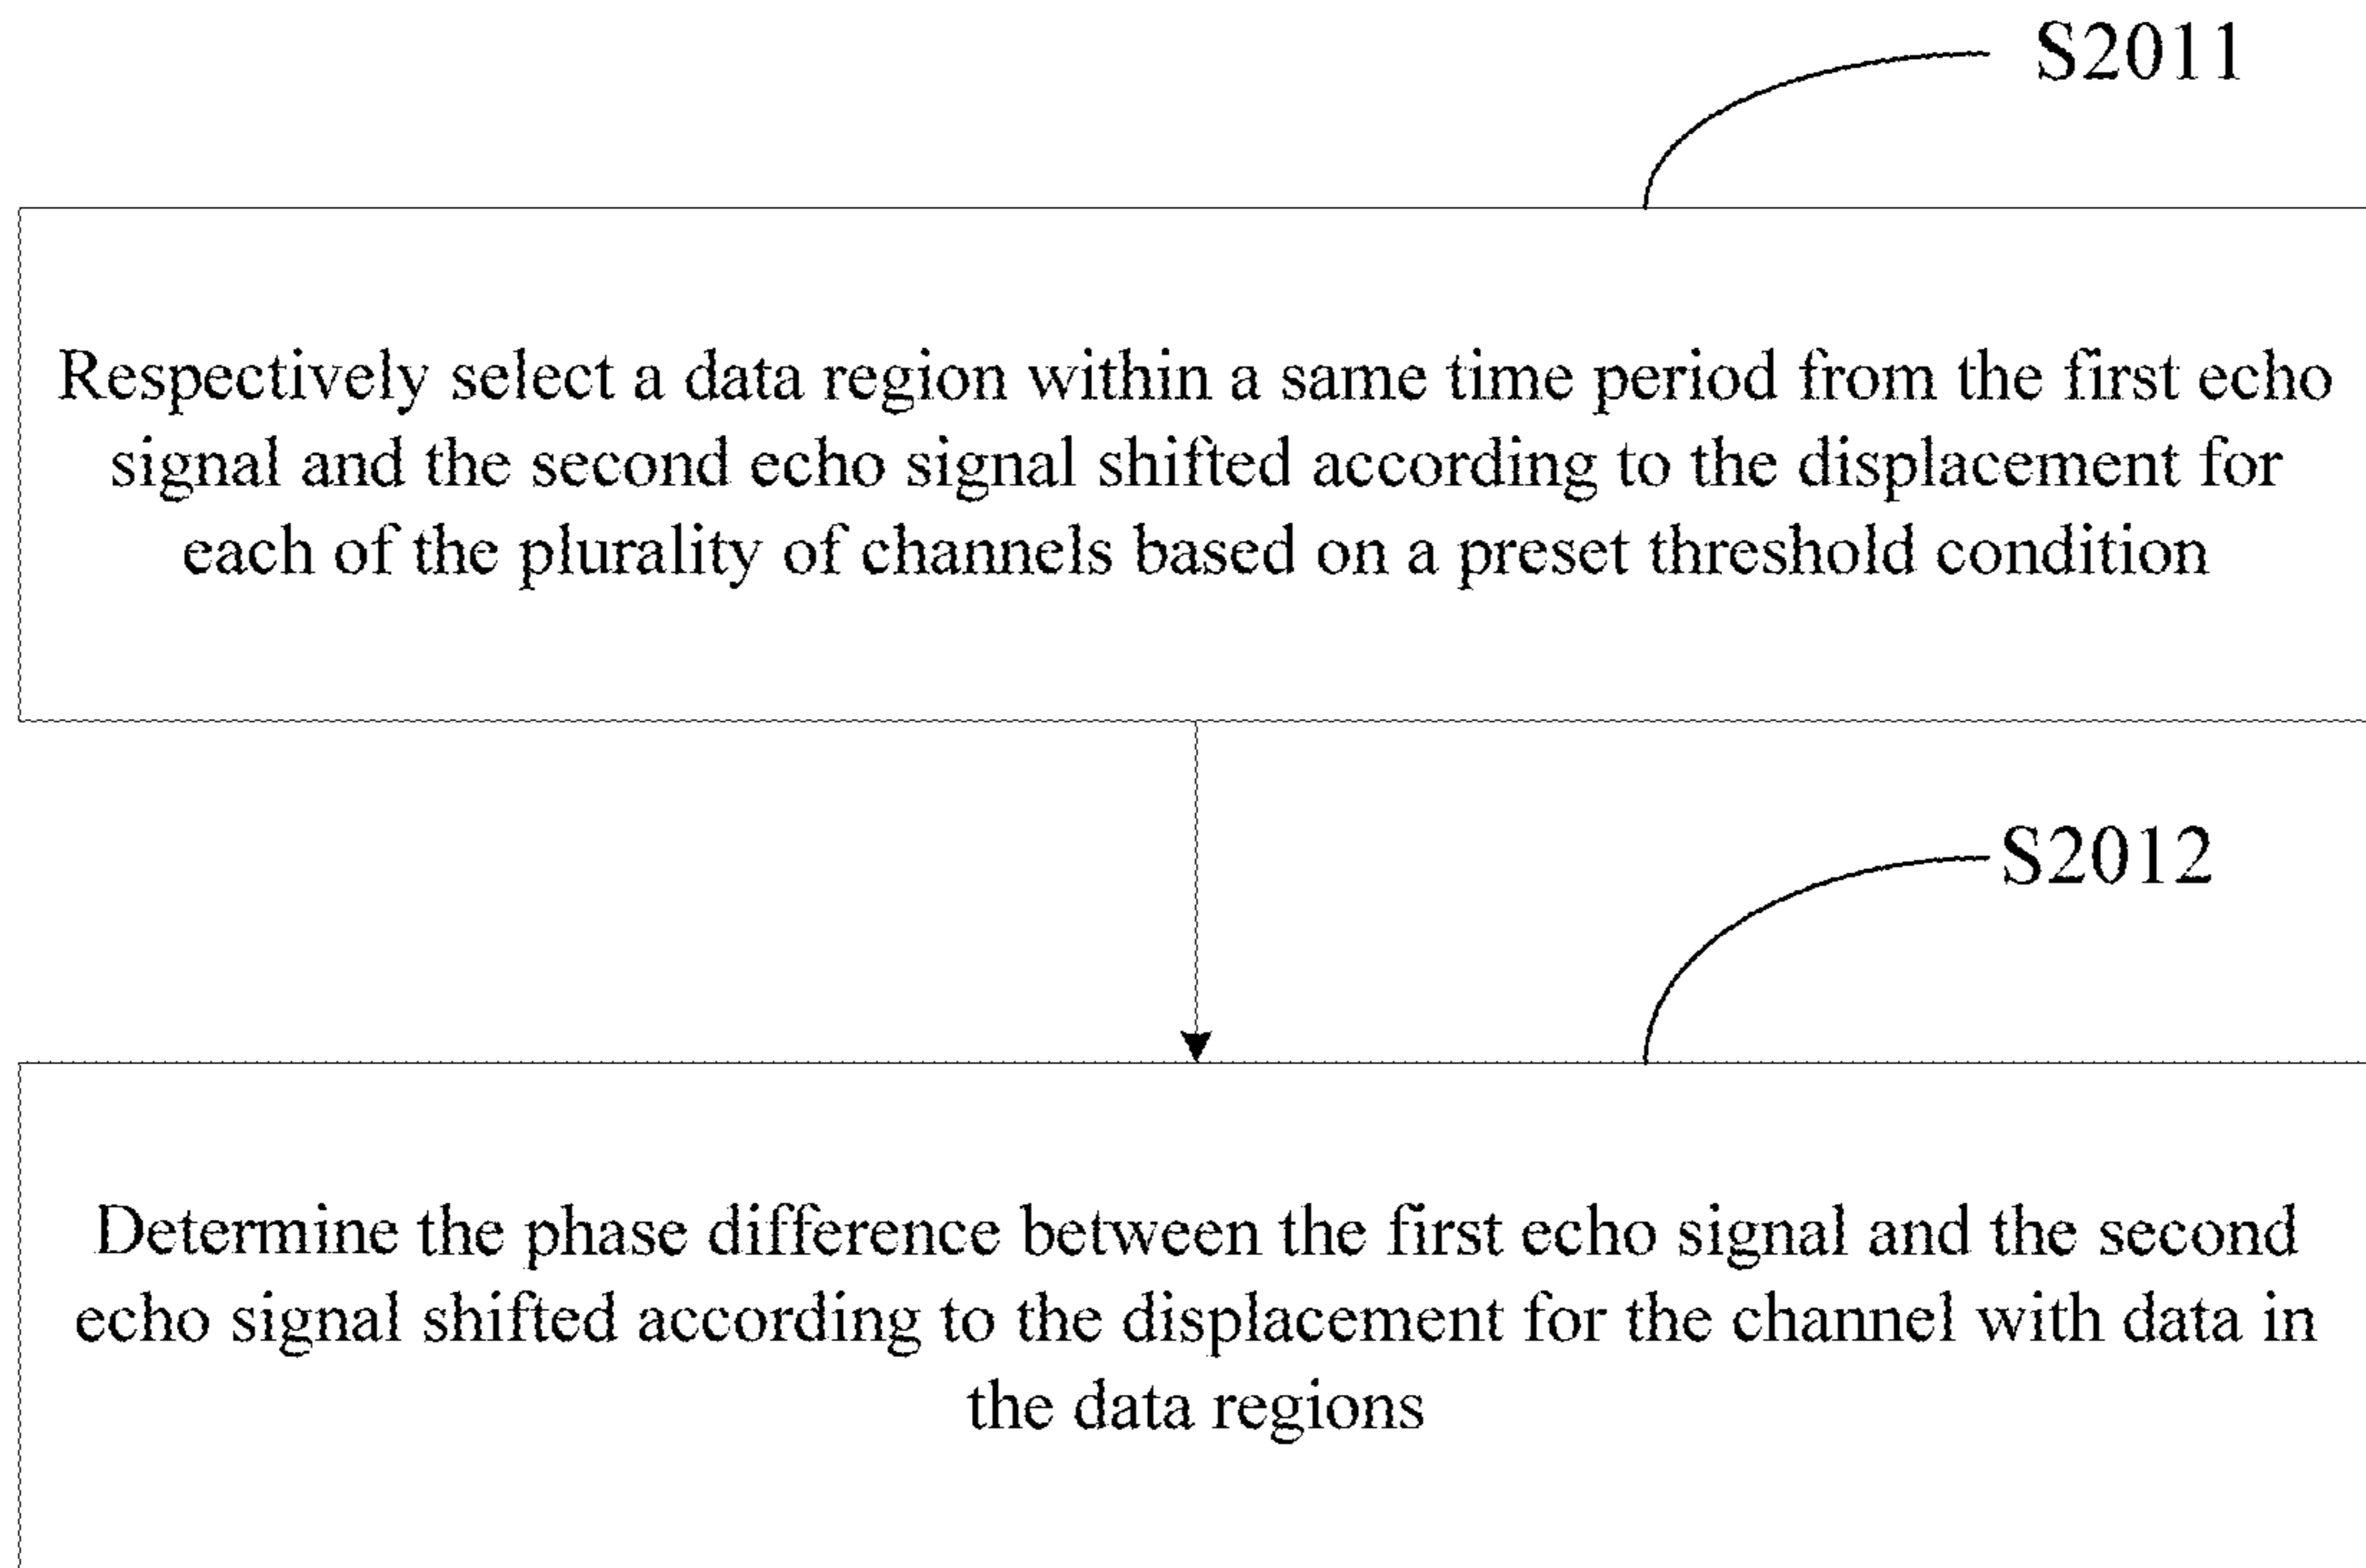 S2011
Respectively select a data region within a same time period from the first echo
signal and the second echo signal shifted according to the displacement for
each of the plurality of channels based on a preset threshold condition
S2012
Determine the phase difference between the first echo signal and the second
echo signal shifted according to the displacement for the channel with data in
the data regions